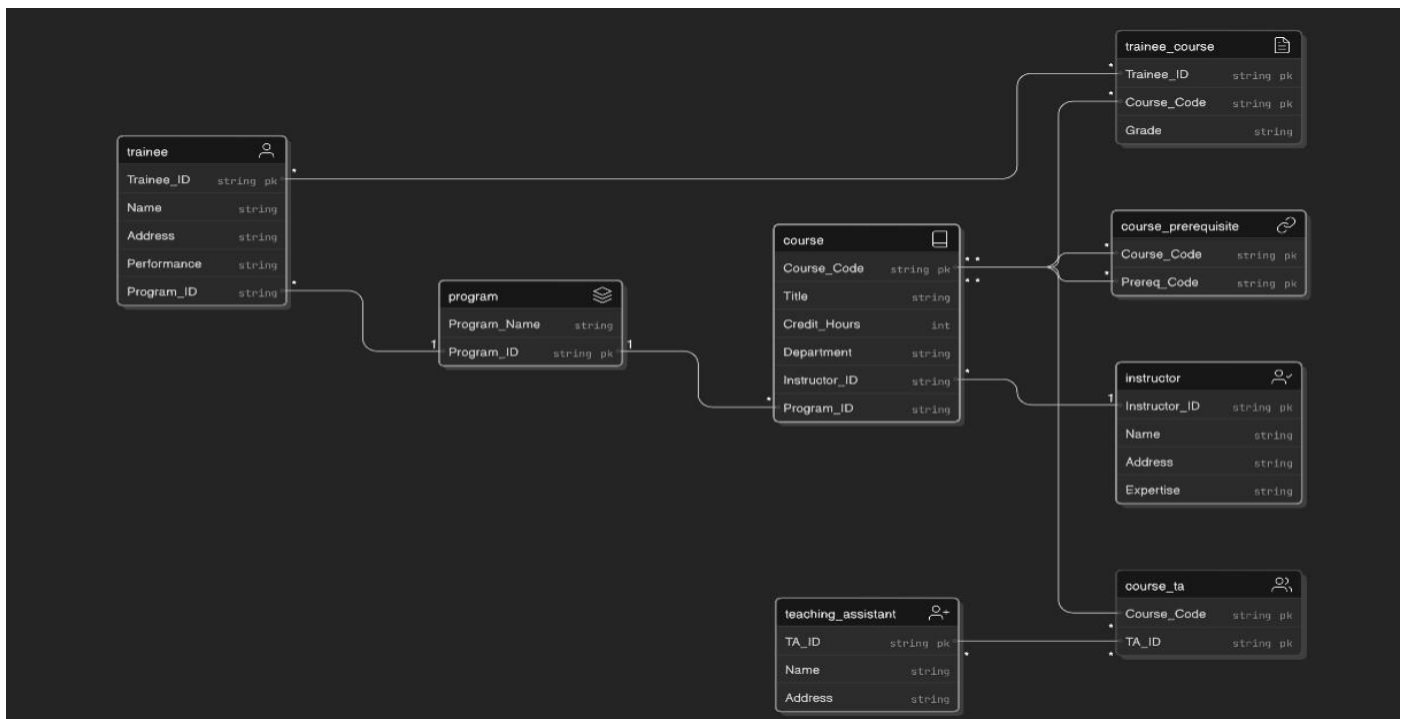 trainee
Trainee_ID string pk
Name string
Address string
Performance string
Program_ID string
*
*
program
Program_Name string
Program_ID string pk
1
1
course
Course_Code string pk
Title string
Credit_Hours int
Department string
Instructor_ID string
Program_ID string
* *
* *
*
*
trainee_course
Trainee_ID string pk
Course_Code string pk
Grade string
*
*
course_prerequisite
Course_Code string pk
Prereq_Code string pk
*
*
instructor
Instructor_ID string pk
Name string
Address string
Expertise string
1
teaching_assistant
TA_ID string pk
Name string
Address string
*
course_ta
Course_Code string pk
TA_ID string pk
*
*